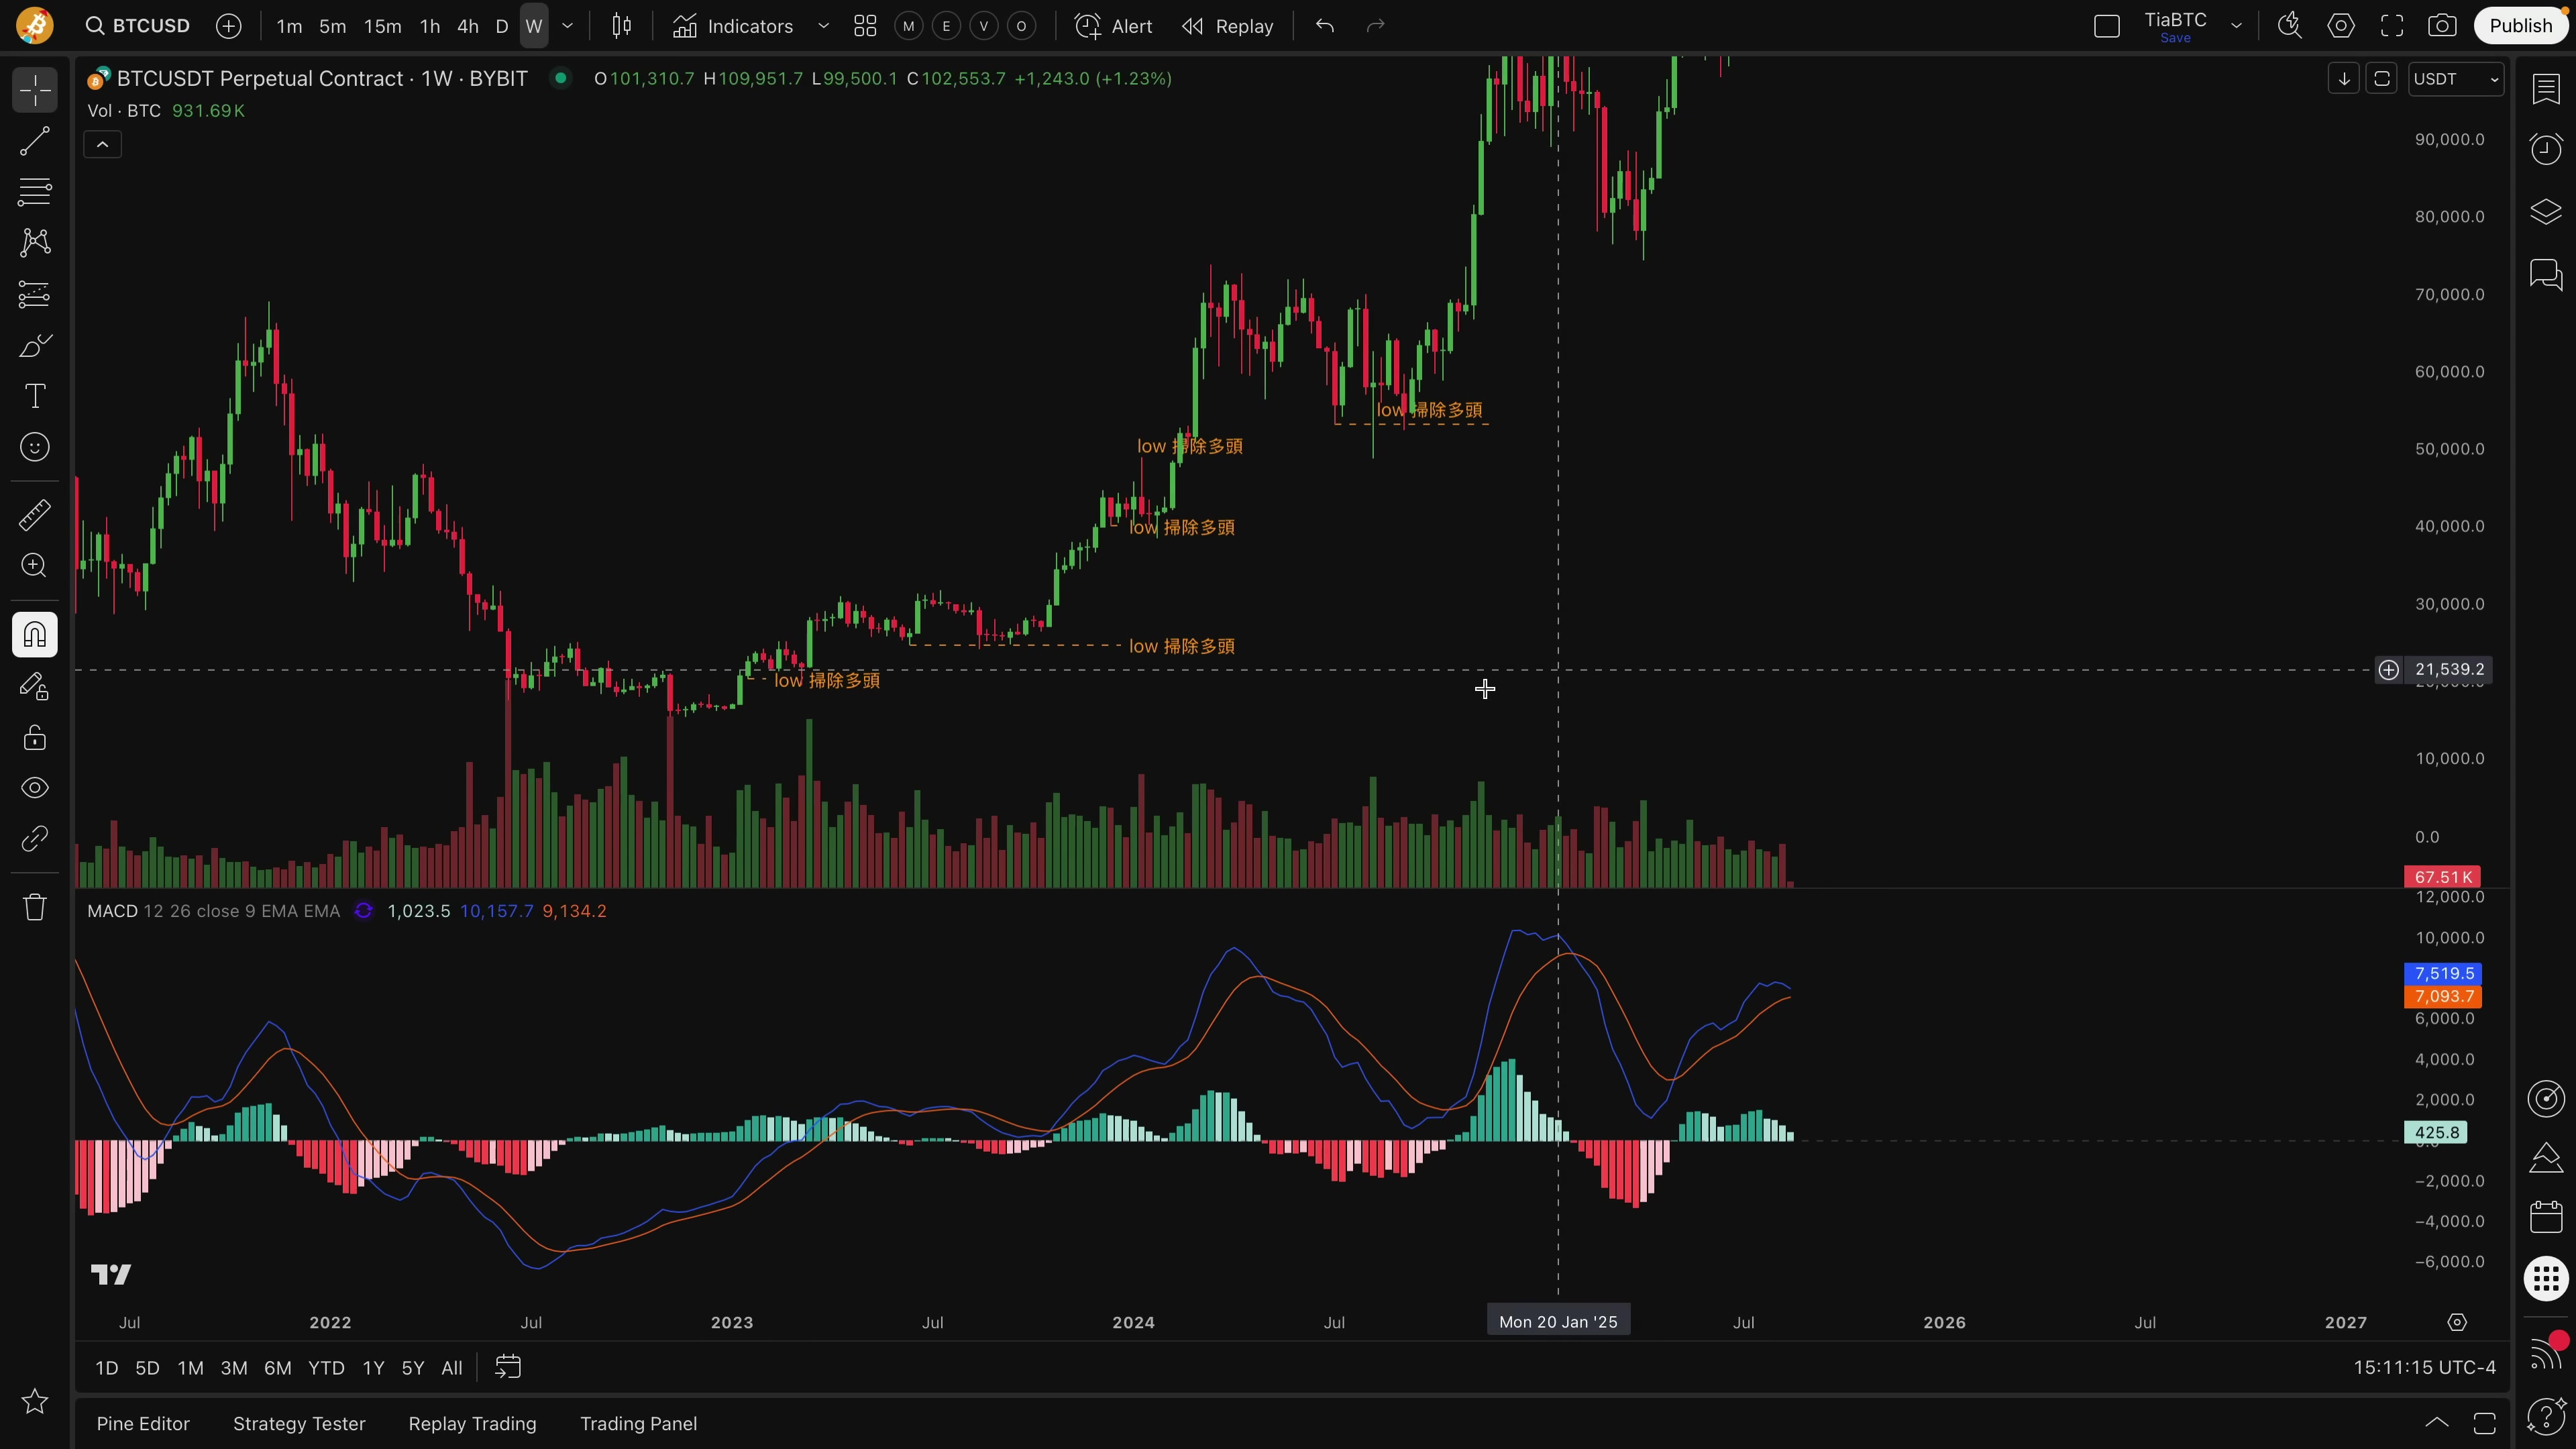 BTCUSD 1m 5m 15m 1h 4h D W Indicators M E V O Alert Replay TiaBTC Save Publish
BTCUSDT Perpetual Contract · 1W · BYBIT O101,310.7 H109,951.7 L99,500.1 C102,553.7 +1,243.0 (+1.23%) USDT
Vol · BTC 931.69K
90,000.0
80,000.0
70,000.0
60,000.0
low 掃除多頭
low 掃除多頭
50,000.0
low 掃除多頭
40,000.0
30,000.0
low 掃除多頭
21,539.2
low 掃除多頭
10,000.0
0.0
67.51K
12,000.0
MACD 12 26 close 9 EMA EMA 1,023.5 10,157.7 9,134.2
10,000.0
7,519.5
7,093.7
6,000.0
4,000.0
2,000.0
425.8
−2,000.0
−4,000.0
−6,000.0
Jul 2022 Jul 2023 Jul 2024 Jul Mon 20 Jan '25 Jul 2026 Jul 2027
1D 5D 1M 3M 6M YTD 1Y 5Y All 15:11:15 UTC-4
Pine Editor Strategy Tester Replay Trading Trading Panel